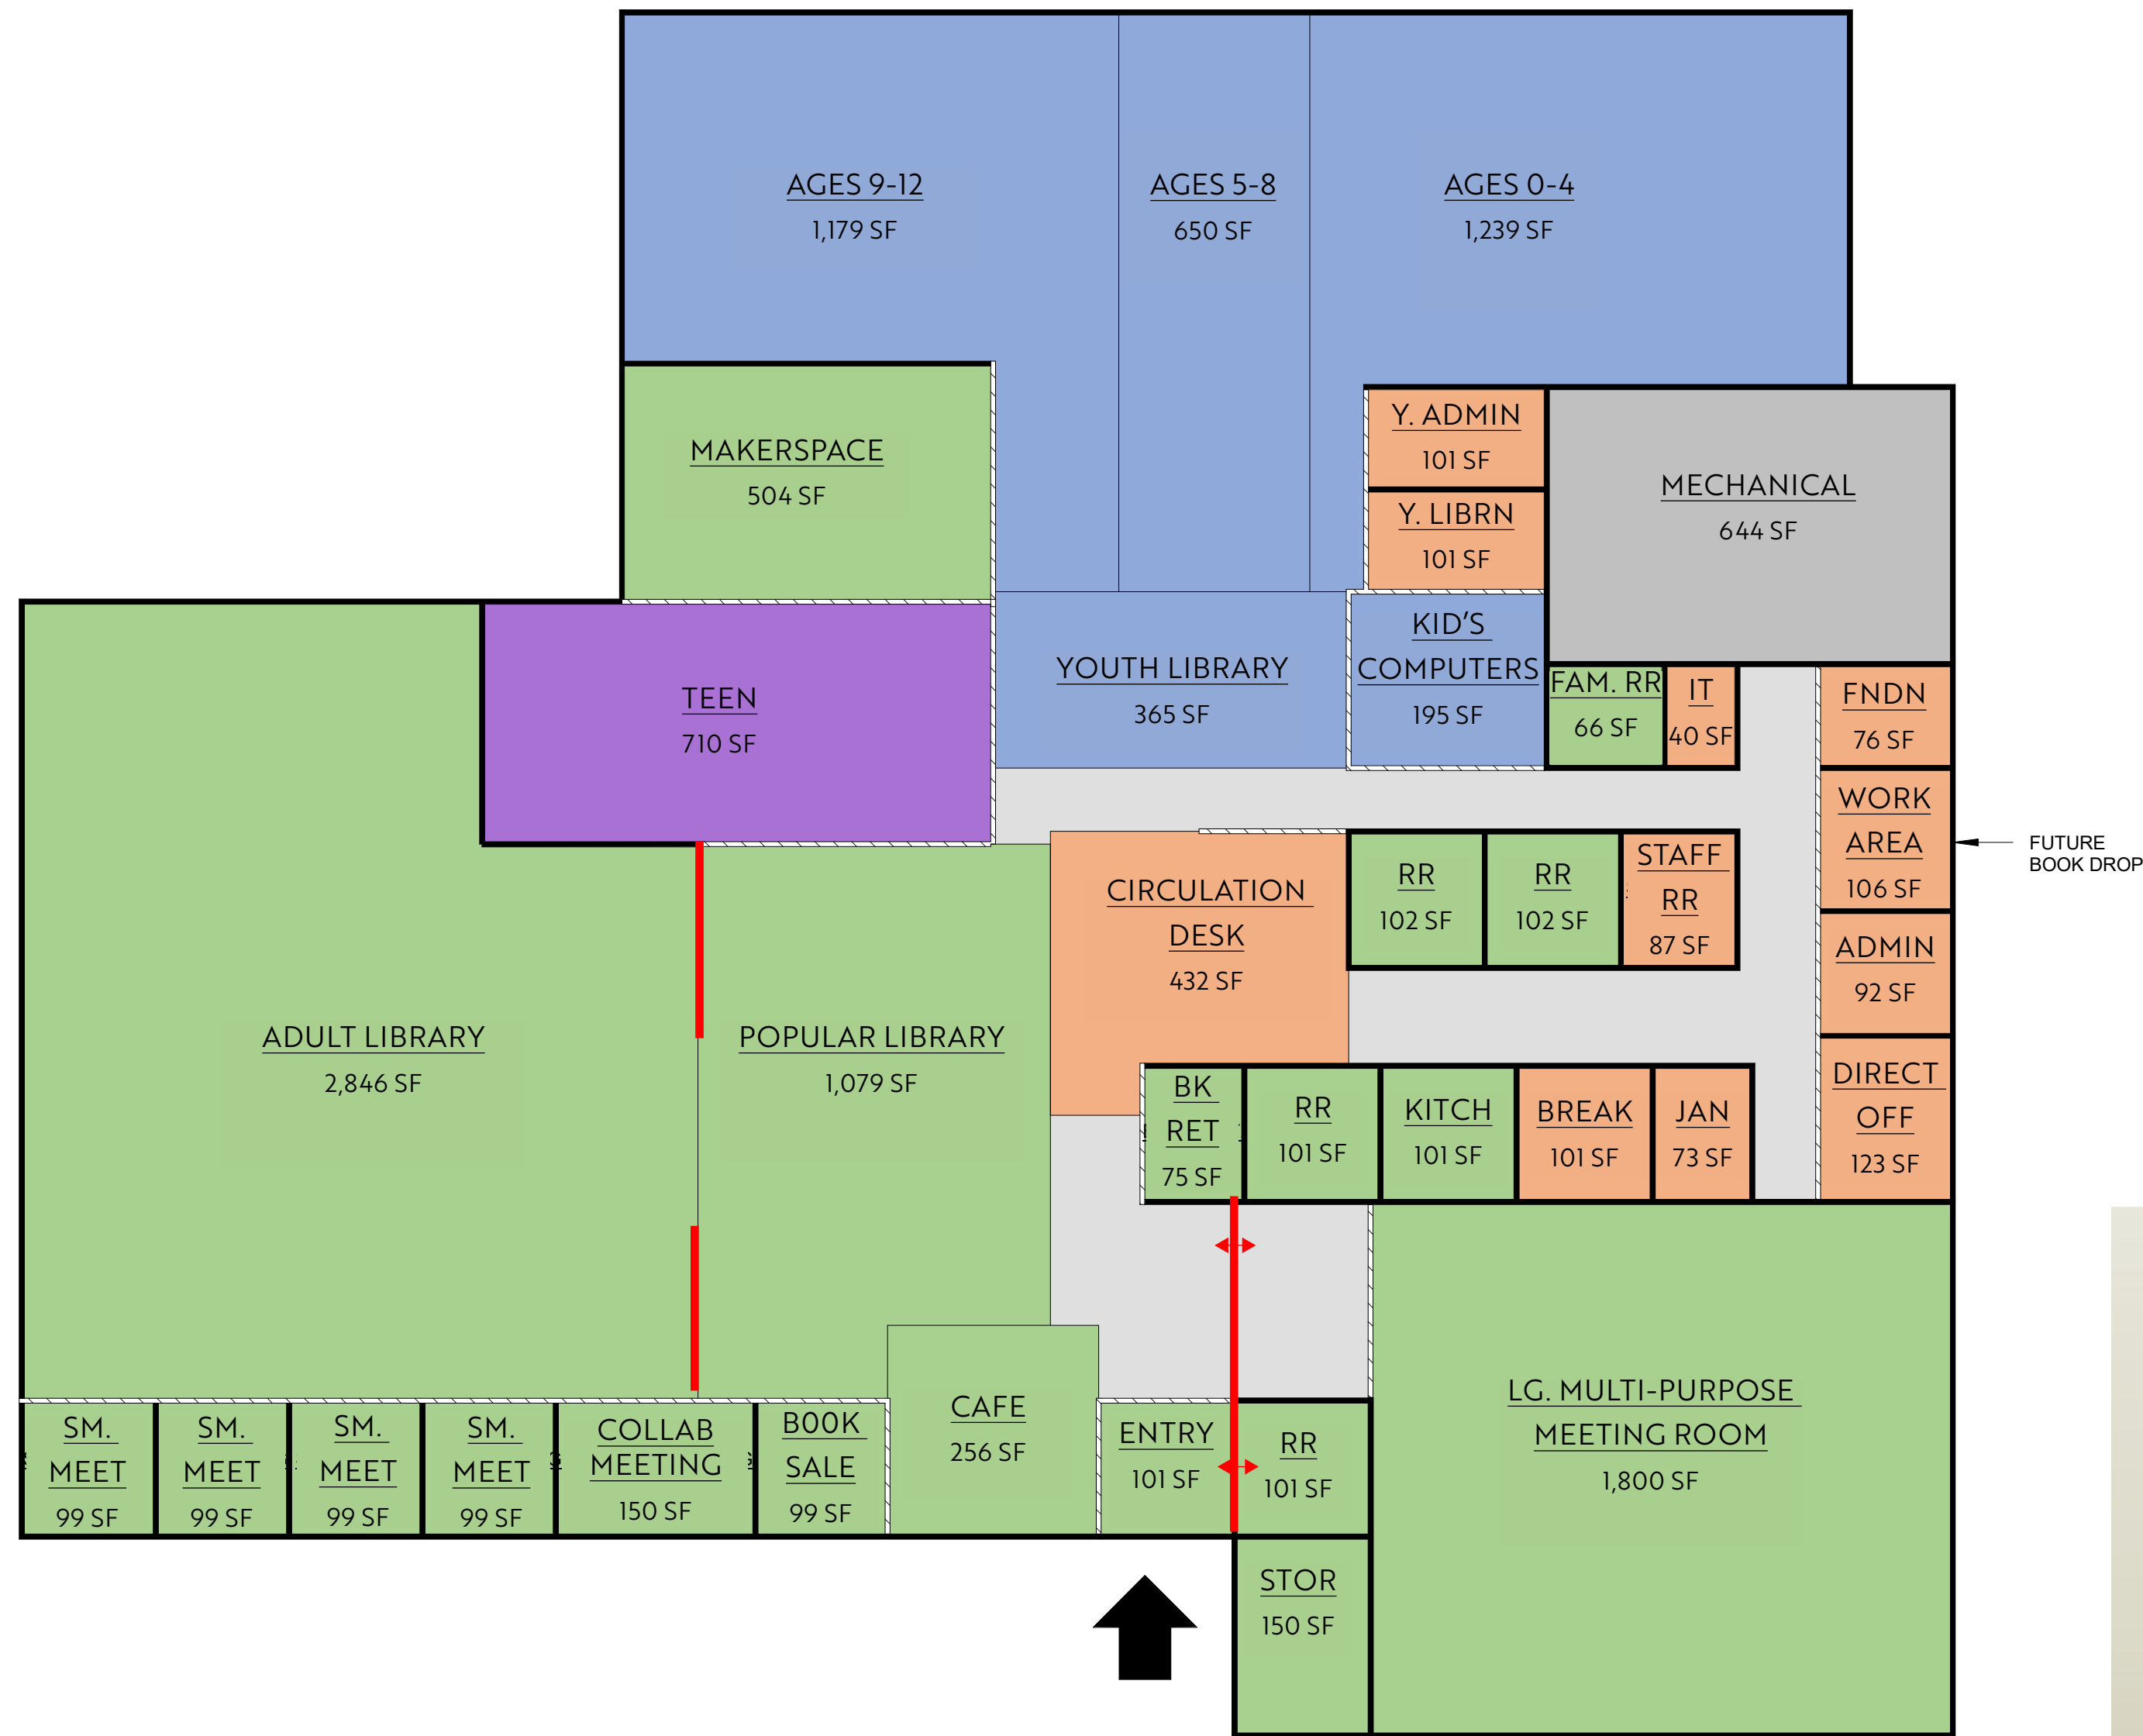 AGES 9-12
1,179 SF
AGES 5-8
650 SF
AGES 0-4
1,239 SF
MAKERSPACE
504 SF
Y. ADMIN
101 SF
Y. LIBRN
101 SF
MECHANICAL
644 SF
TEEN
710 SF
YOUTH LIBRARY
365 SF
KID'S
COMPUTERS
195 SF
FAM. RR
66 SF
IT
40 SF
FNDN
76 SF
WORK
AREA
106 SF
FUTURE
BOOK DROP
CIRCULATION
DESK
432 SF
RR
102 SF
RR
102 SF
STAFF
RR
87 SF
ADMIN
92 SF
ADULT LIBRARY
2,846 SF
POPULAR LIBRARY
1,079 SF
BK
RET
75 SF
RR
101 SF
KITCH
101 SF
BREAK
101 SF
JAN
73 SF
DIRECT
OFF
123 SF
SM.
MEET
99 SF
SM.
MEET
99 SF
SM.
MEET
99 SF
SM.
MEET
99 SF
COLLAB
MEETING
150 SF
B00K
SALE
99 SF
CAFE
256 SF
ENTRY
101 SF
RR
101 SF
LG. MULTI-PURPOSE
MEETING ROOM
1,800 SF
STOR
150 SF